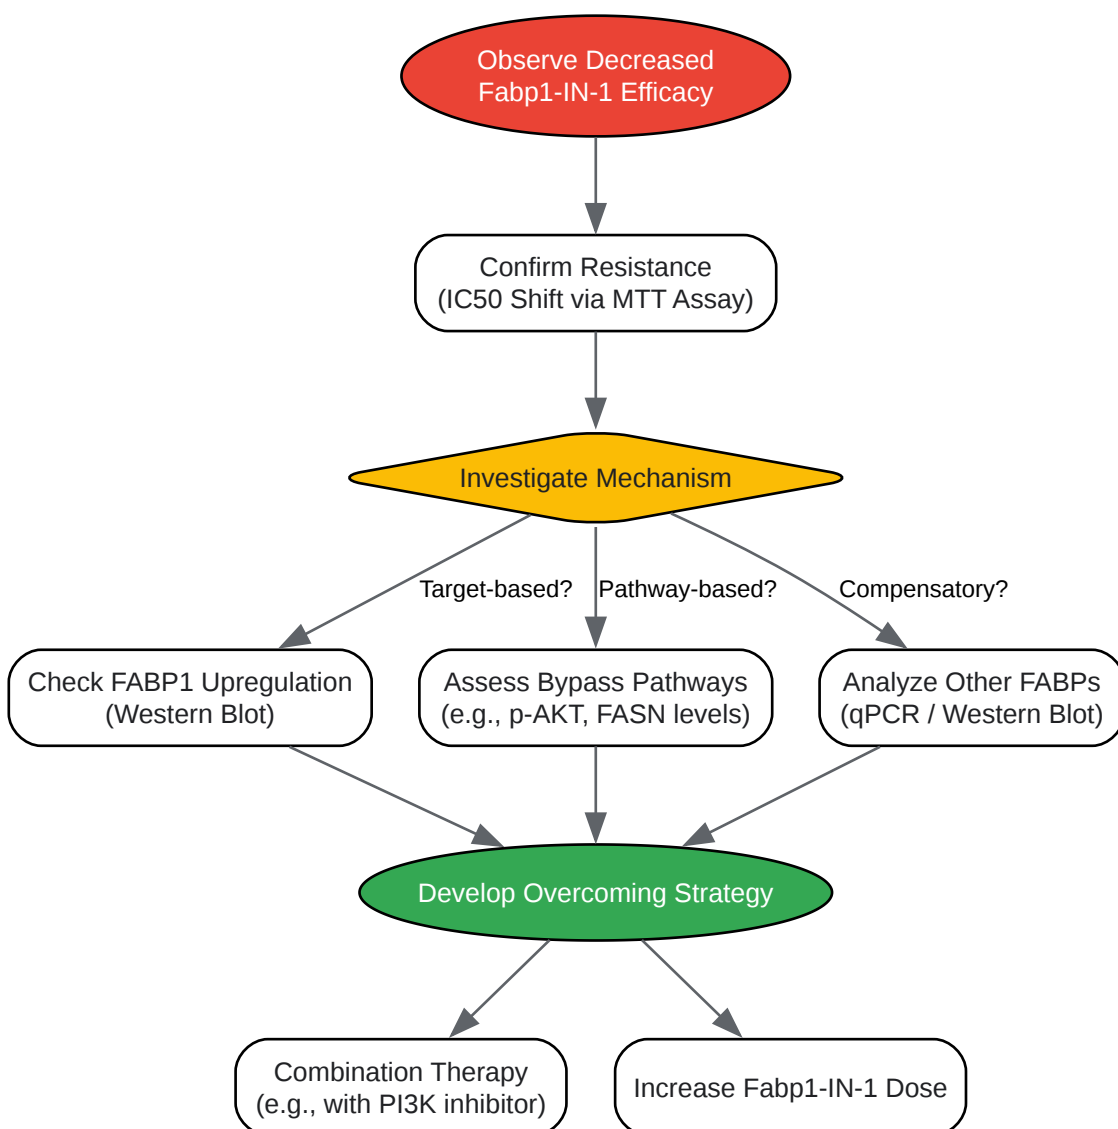 Observe Decreased
Fabp1-IN-1 Efficacy
Confirm Resistance
(IC50 Shift via MTT Assay)
Investigate Mechanism
Target-based?
Pathway-based?
Compensatory?
Check FABP1 Upregulation
(Western Blot)
Assess Bypass Pathways
(e.g., p-AKT, FASN levels)
Analyze Other FABPs
(qPCR / Western Blot)
Develop Overcoming Strategy
Combination Therapy
(e.g., with PI3K inhibitor)
Increase Fabp1-IN-1 Dose